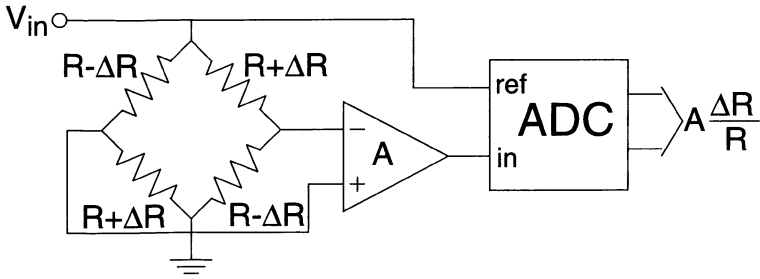 V_in
R-ΔR
R+ΔR
ref
ADC
A ΔR/R
−
A
+
in
R+ΔR
R-ΔR